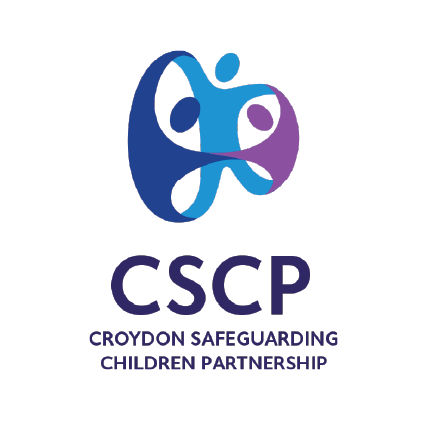 CSCP
CROYDON SAFEGUARDING
CHILDREN PARTNERSHIP